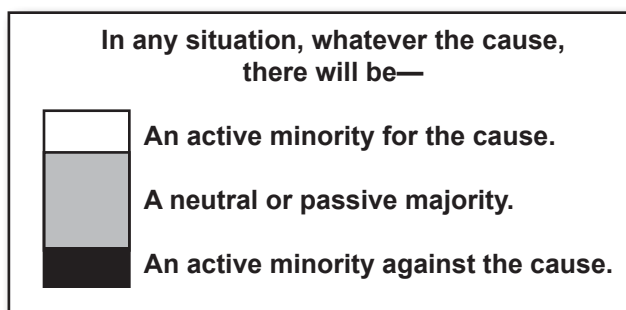 In any situation, whatever the cause,
there will be—
An active minority for the cause.
A neutral or passive majority.
An active minority against the cause.